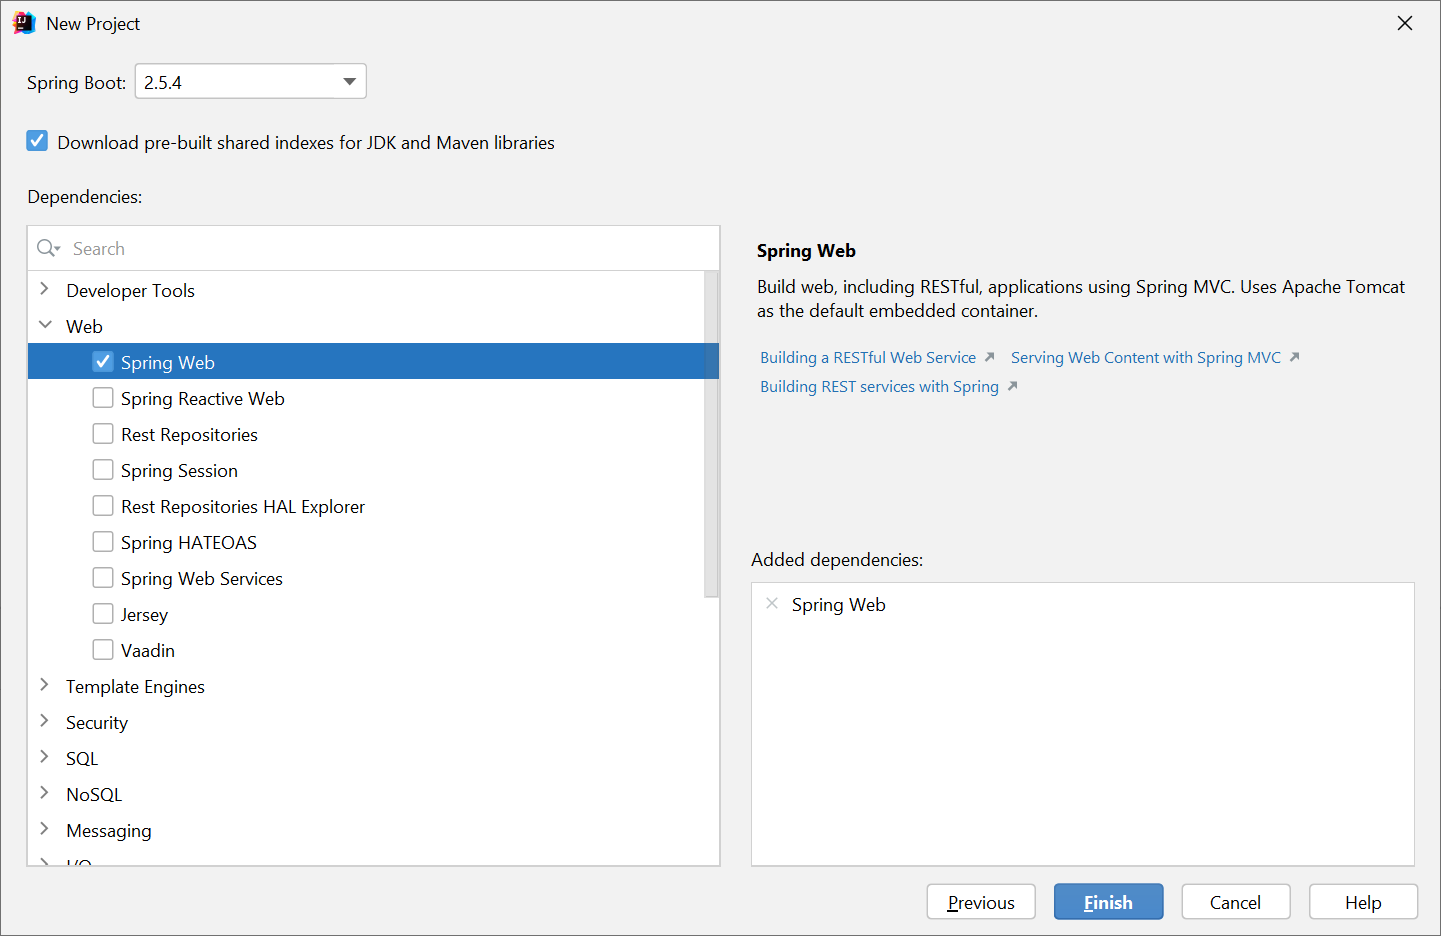 New Project
Spring Boot: 2.5.4
Download pre-built shared indexes for JDK and Maven libraries
Dependencies:
Search
Developer Tools
Web
Spring Web
Spring Reactive Web
Rest Repositories
Spring Session
Rest Repositories HAL Explorer
Spring HATEOAS
Spring Web Services
Jersey
Vaadin
Template Engines
Security
SQL
NoSQL
Messaging
I/O
Spring Web
Build web, including RESTful, applications using Spring MVC. Uses Apache Tomcat
as the default embedded container.
Building a RESTful Web Service Serving Web Content with Spring MVC
Building REST services with Spring
Added dependencies:
Spring Web
Previous Finish Cancel Help